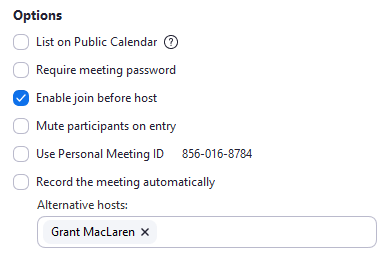 Options
List on Public Calendar ?
Require meeting password
Enable join before host
Mute participants on entry
Use Personal Meeting ID 856-016-8784
Record the meeting automatically
Alternative hosts:
Grant MacLaren ×